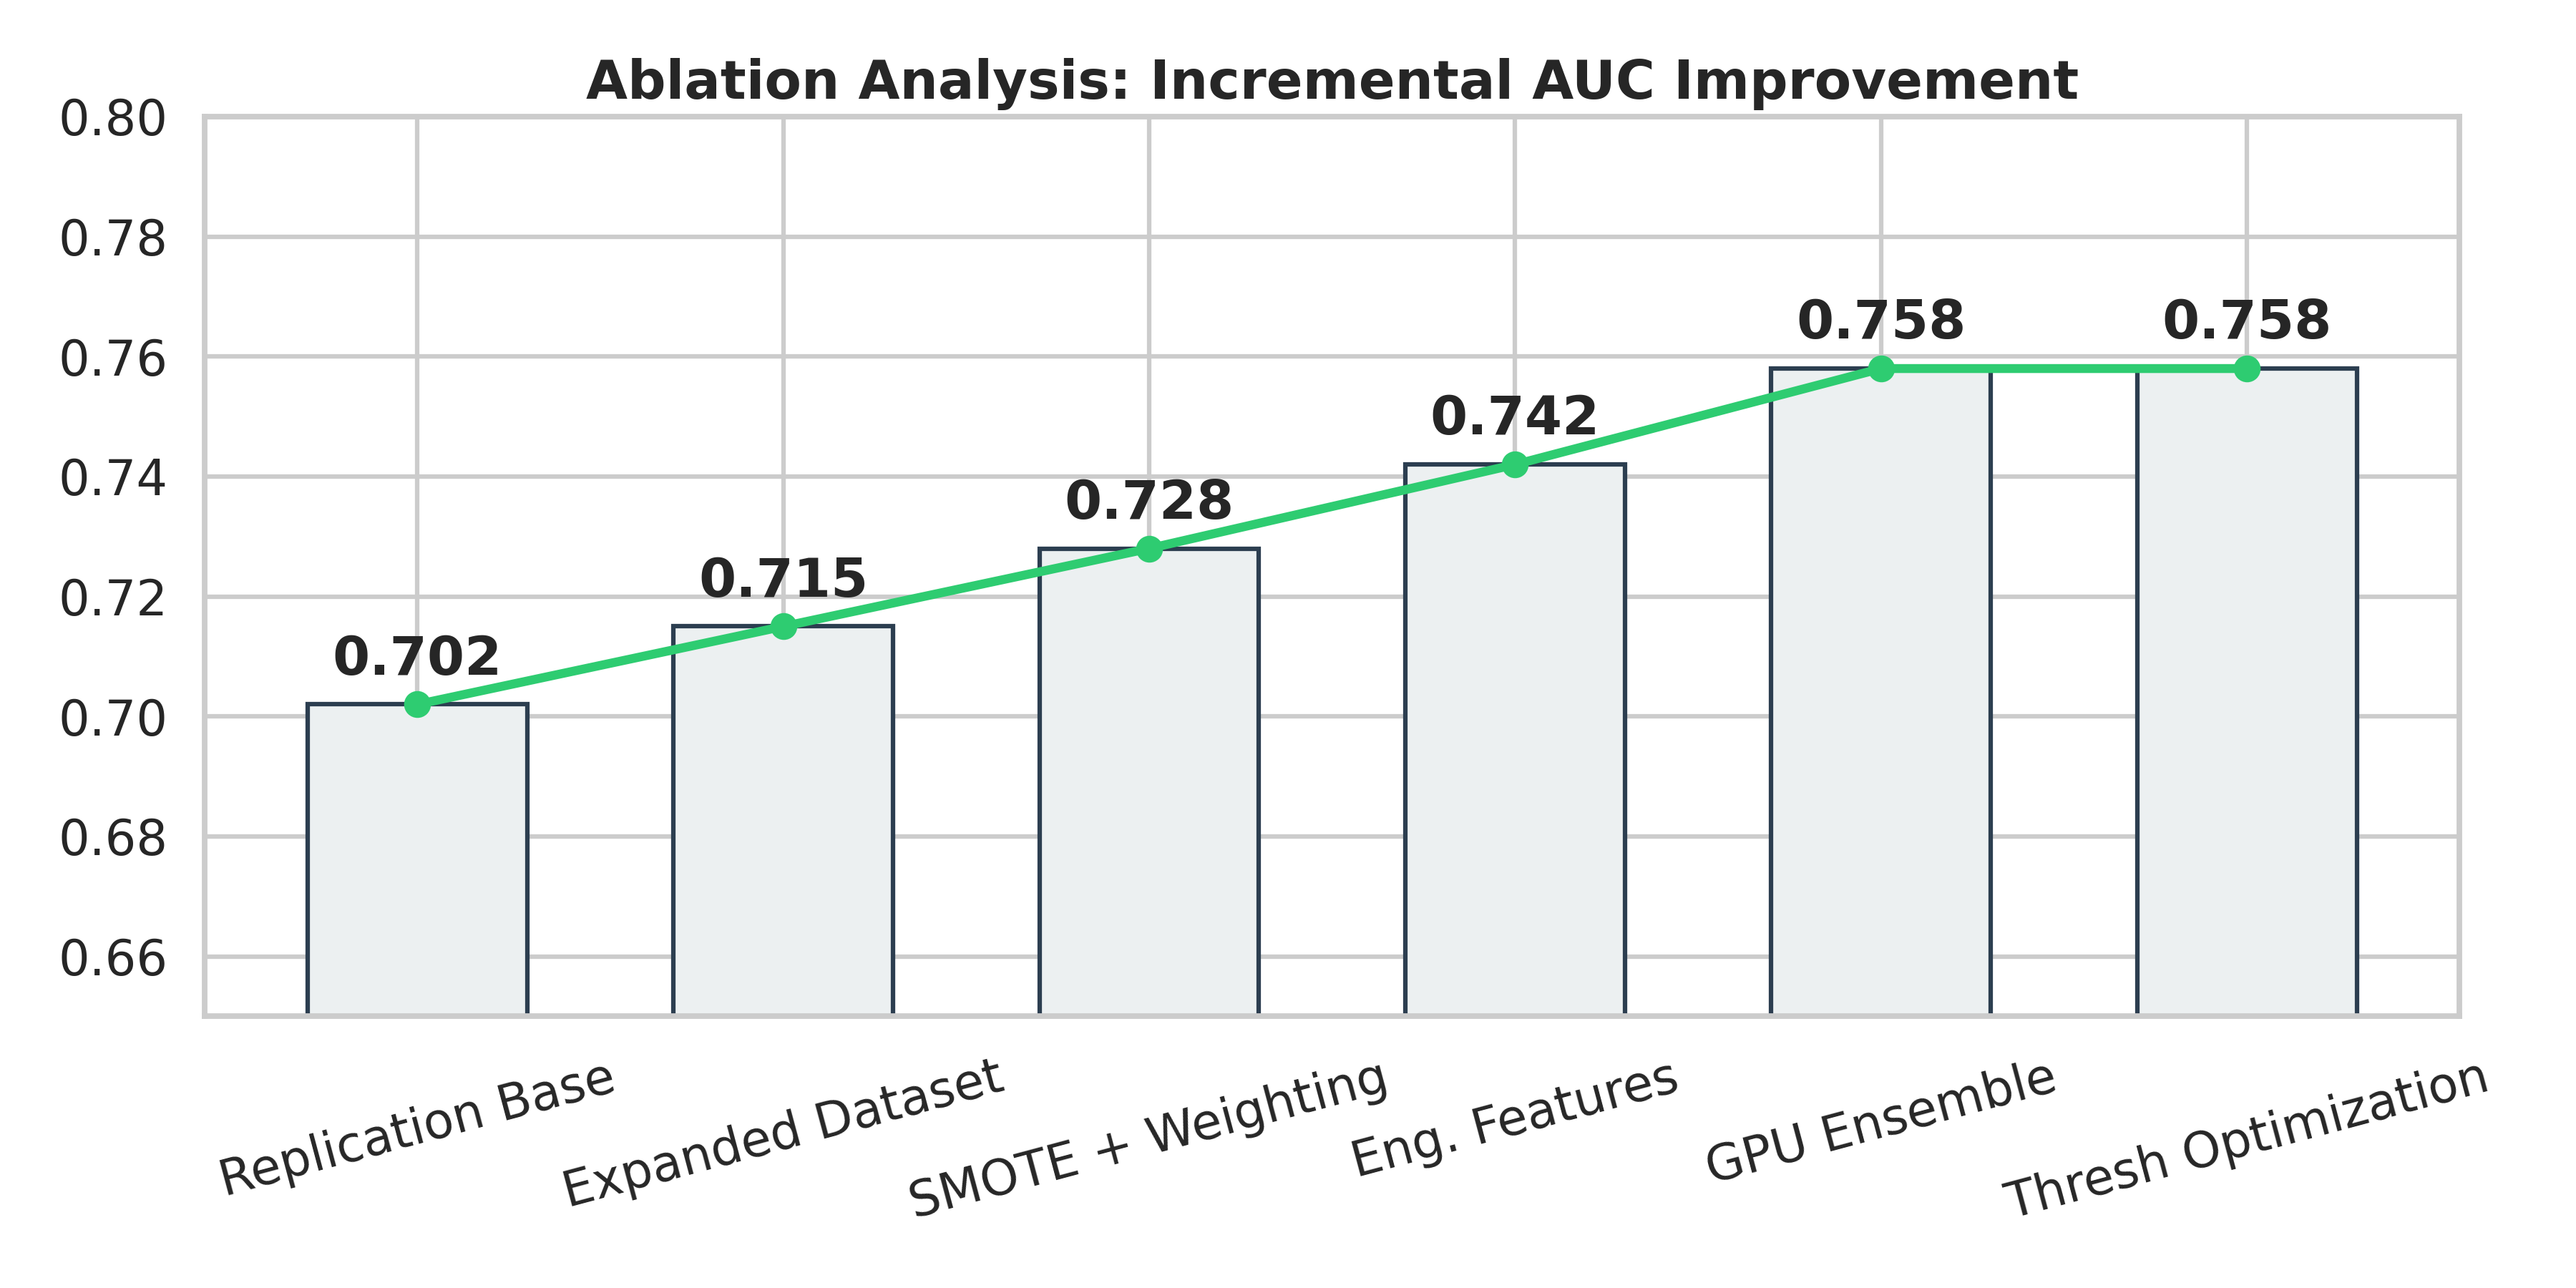 Ablation Analysis: Incremental AUC Improvement
0.80
0.78
0.76
0.74
0.72
0.70
0.68
0.66
0.702
0.715
0.728
0.742
0.758
0.758
Replication Base
Expanded Dataset
SMOTE + Weighting
Eng. Features
GPU Ensemble
Thresh Optimization